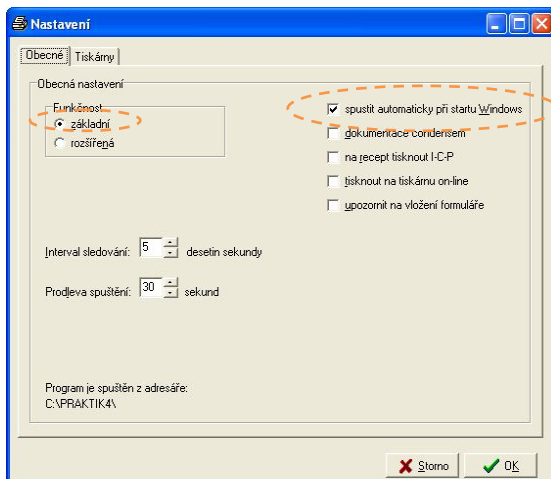 Nastavení
Obecné Tiskárny
Obecná nastavení
Funkčnost
základní
rozšířená
spustit automaticky při startu Windows
dokumentace condensem
na recept tisknout I-C-P
tisknout na tiskárnu on-line
upozornit na vložení formuláře
Interval sledování: 5 desetin sekundy
Prodleva spuštění: 30 sekund
Program je spuštěn z adresáře:
C:\PRAKTIK4\
Storno OK